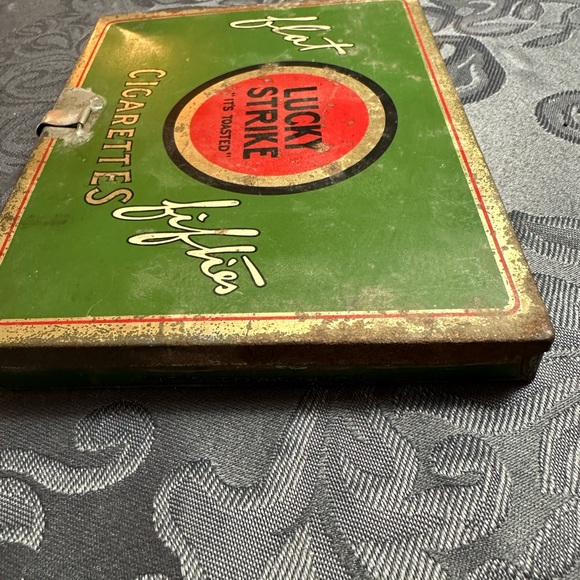 flat
LUCKY
STRIKE
"IT'S TOASTED"
CIGARETTES
fifties